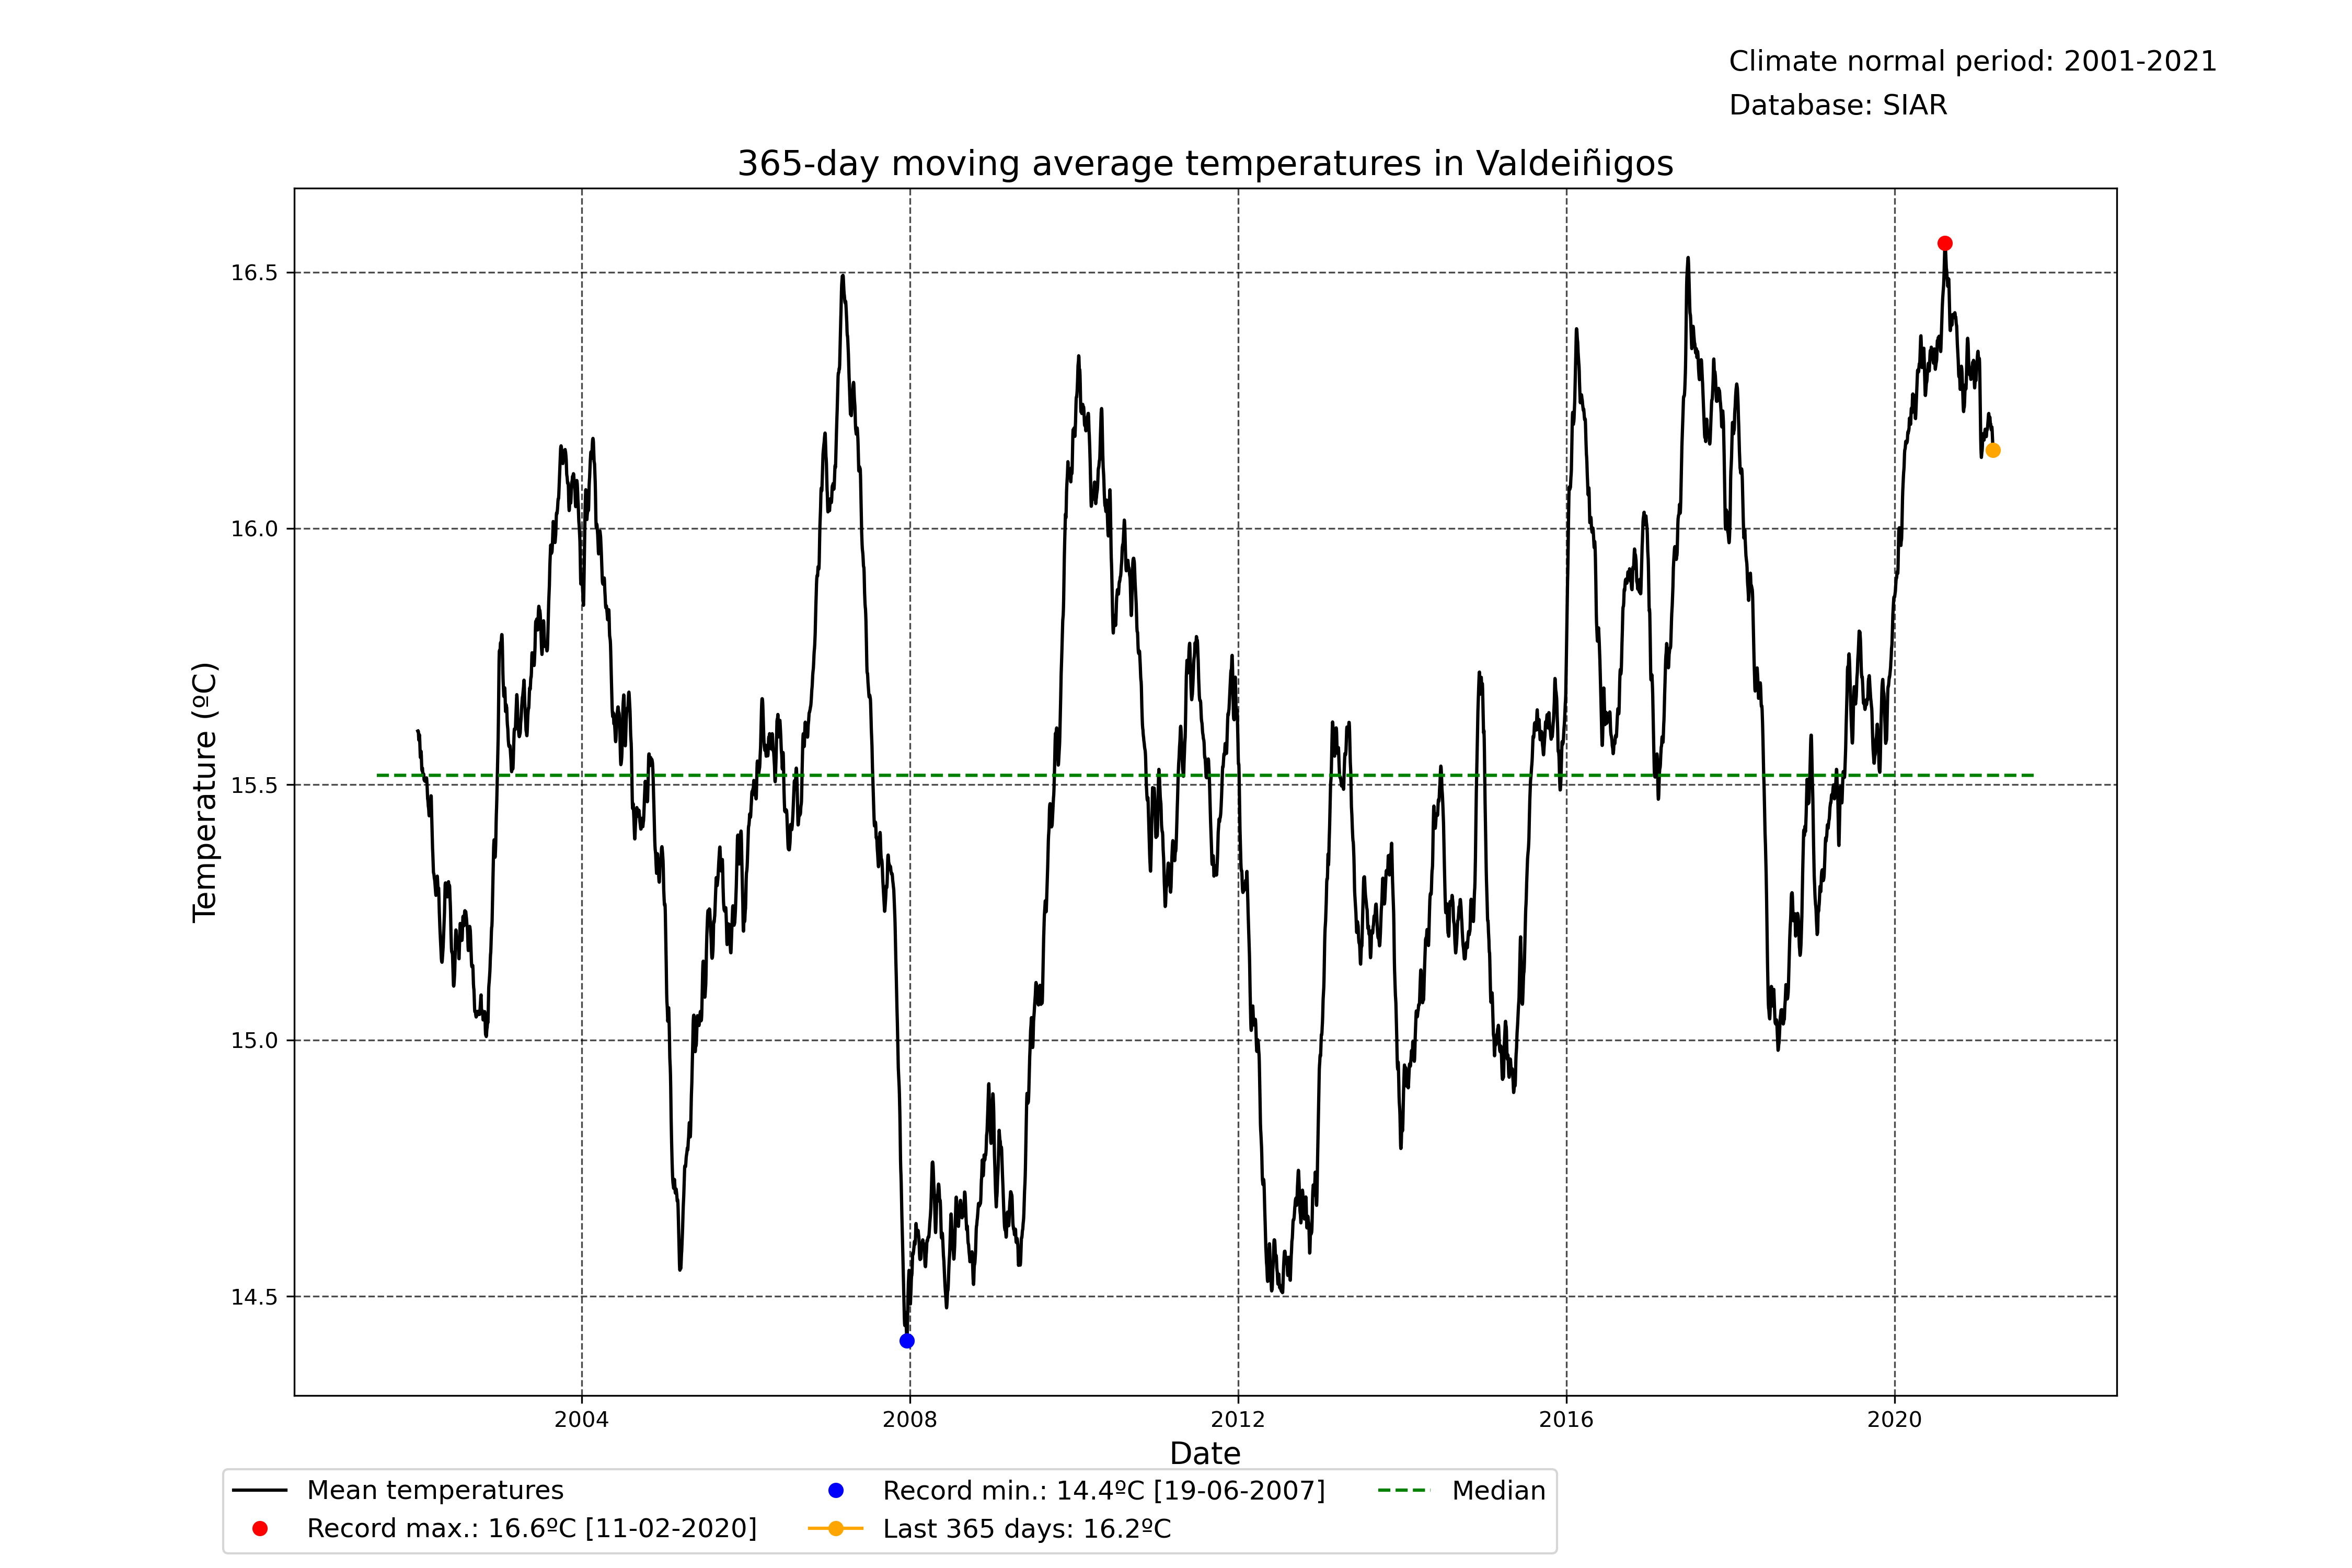 Climate normal period: 2001-2021
Database: SIAR
365-day moving average temperatures in Valdeiñigos
Temperature (ºC)
16.5
16.0
15.5
15.0
14.5
2004
2008
2012
2016
2020
Date
Mean temperatures
Record max.: 16.6ºC [11-02-2020]
Record min.: 14.4ºC [19-06-2007]
Last 365 days: 16.2ºC
Median